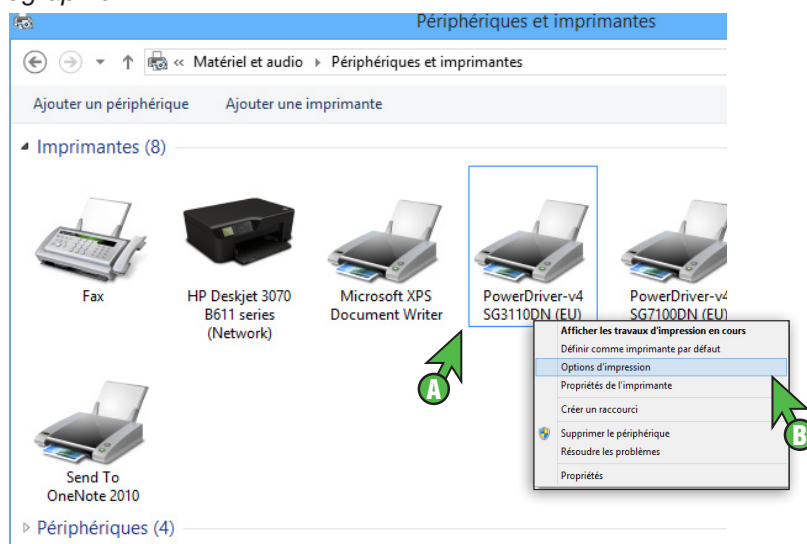 Périphériques et imprimantes
« Matériel et audio ▸ Périphériques et imprimantes
Ajouter un périphérique Ajouter une imprimante
Imprimantes (8)
Fax
HP Deskjet 3070
B611 series
(Network)
Microsoft XPS
Document Writer
PowerDriver-v4
SG3110DN (EU)
PowerDriver-v4
SG7100DN (EU)
Afficher les travaux d'impression en cours
Définir comme imprimante par défaut
Options d'impression
Propriétés de l'imprimante
Créer un raccourci
Supprimer le périphérique
Résoudre les problèmes
Propriétés
A
B
Send To
OneNote 2010
Périphériques (4)